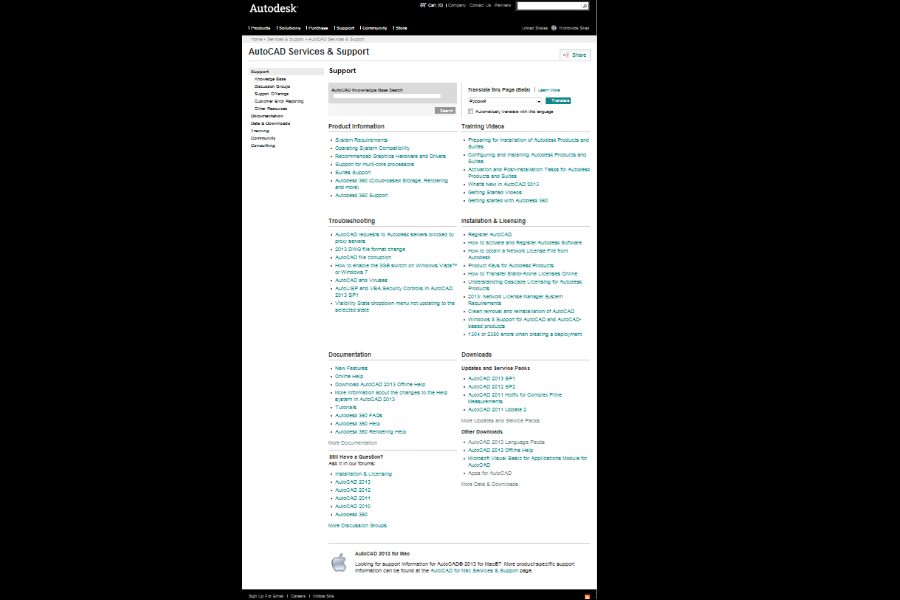 Autodesk
Cart (0) | Company Contact Us Partners
Products | Solutions | Purchase | Support | Community | Store
United States Worldwide Sites
Home > Services & Support > AutoCAD Services & Support
AutoCAD Services & Support
Share
Support
Knowledge Base
Discussion Groups
Support Offerings
Customer Error Reporting
Other Resources
Documentation
Data & Downloads
Training
Community
Consulting
Support
AutoCAD Knowledge Base Search
Search
Translate this Page (Beta) | Learn More
Русский
Translate
Automatically translate with this language
Product Information
System Requirements
Operating System Compatibility
Recommended Graphics Hardware and Drivers
Support for multi-core processors
Suites Support
Autodesk 360 (Cloud-based Storage, Rendering
and more)
Autodesk 360 Support
Training Videos
Preparing for Installation of Autodesk Products and
Suites
Configuring and Installing Autodesk Products and
Suites
Activation and Post-Installation Tasks for Autodesk
Products and Suites
Whats New in AutoCAD 2013
Getting Started Videos
Getting started with Autodesk 360
Troubleshooting
AutoCAD requests to Autodesk servers blocked by
proxy servers
2013 DWG file format change
AutoCAD file corruption
How to enable the 3GB switch on Windows Vista™
or Windows 7
AutoCAD and Viruses
AutoLISP and VBA Security Controls in AutoCAD
2013 SP1
Visibility State dropdown menu not updating to the
selected state
Installation & Licensing
Register AutoCAD
How to activate and Register Autodesk Software
How to obtain a Network License File from
Autodesk
Product Keys for Autodesk Products
How to Transfer Stand-Alone Licenses Online
Understanding Cascade Licensing for Autodesk
Products
2013: Network License Manager System
Requirements
Clean removal and reinstallation of AutoCAD
Windows 8 Support for AutoCAD and AutoCAD-
based products
1304 or 2350 errors when creating a deployment
Documentation
New Features
Online Help
Download AutoCAD 2013 Offline Help
More information about the changes to the Help
system in AutoCAD 2013
Tutorials
Autodesk 360 FAQs
Autodesk 360 Help
Autodesk 360 Rendering Help
More Documentation
Still Have a Question?
Ask it in our forums:
Installation & Licensing
AutoCAD 2013
AutoCAD 2012
AutoCAD 2011
AutoCAD 2010
Autodesk 360
More Discussion Groups
Downloads
Updates and Service Packs
AutoCAD 2013 SP1
AutoCAD 2012 SP2
AutoCAD 2011 Hotfix for Complex Prime
Measurements
AutoCAD 2011 Update 2
More Updates and Service Packs
Other Downloads
AutoCAD 2013 Language Packs
AutoCAD 2013 Offline Help
Microsoft Visual Basic for Applications Module for
AutoCAD
Apps for AutoCAD
More Data & Downloads
AutoCAD 2013 for Mac
Looking for support information for AutoCAD® 2013 for Mac®? More product-specific support
information can be found at the AutoCAD for Mac Services & Support page.
Sign Up For Email | Careers | Mobile Site